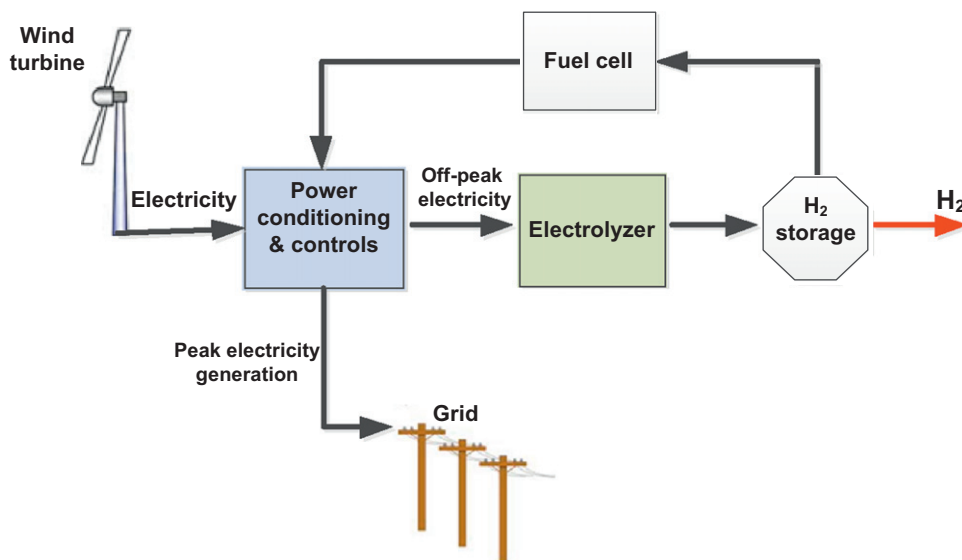 Wind
turbine
Fuel cell
Electricity
Power
conditioning
& controls
Off-peak
electricity
Electrolyzer
H₂
storage
H₂
Peak electricity
generation
Grid